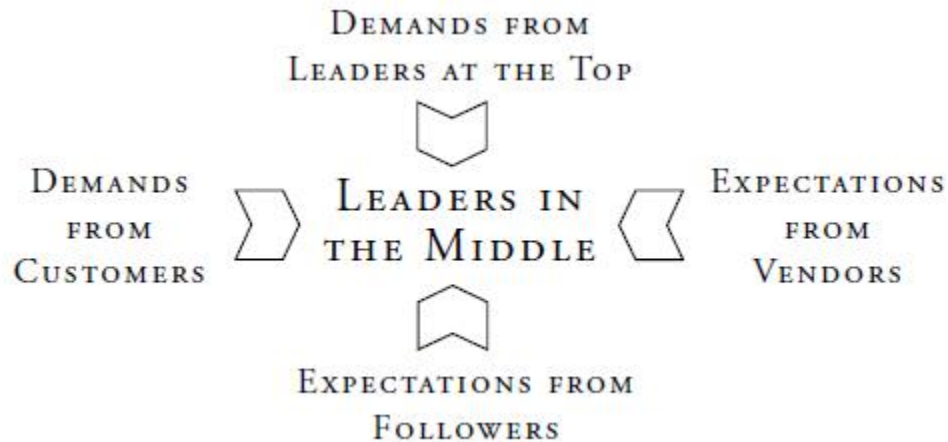 Demands from
Leaders at the Top
Demands
from
Customers
Leaders in
the Middle
Expectations
from
Vendors
Expectations from
Followers